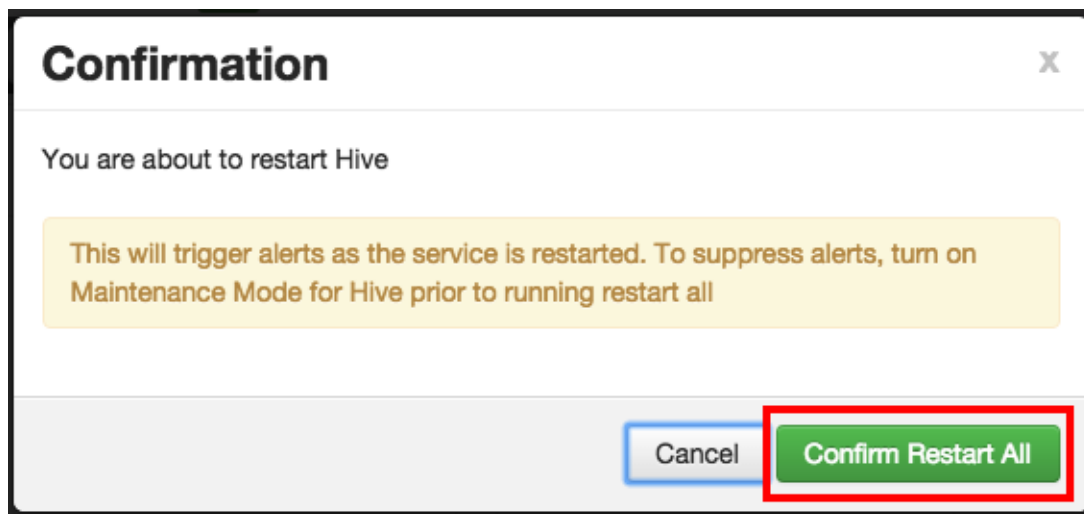 Confirmation
x
You are about to restart Hive
This will trigger alerts as the service is restarted. To suppress alerts, turn on
Maintenance Mode for Hive prior to running restart all
Cancel
Confirm Restart All